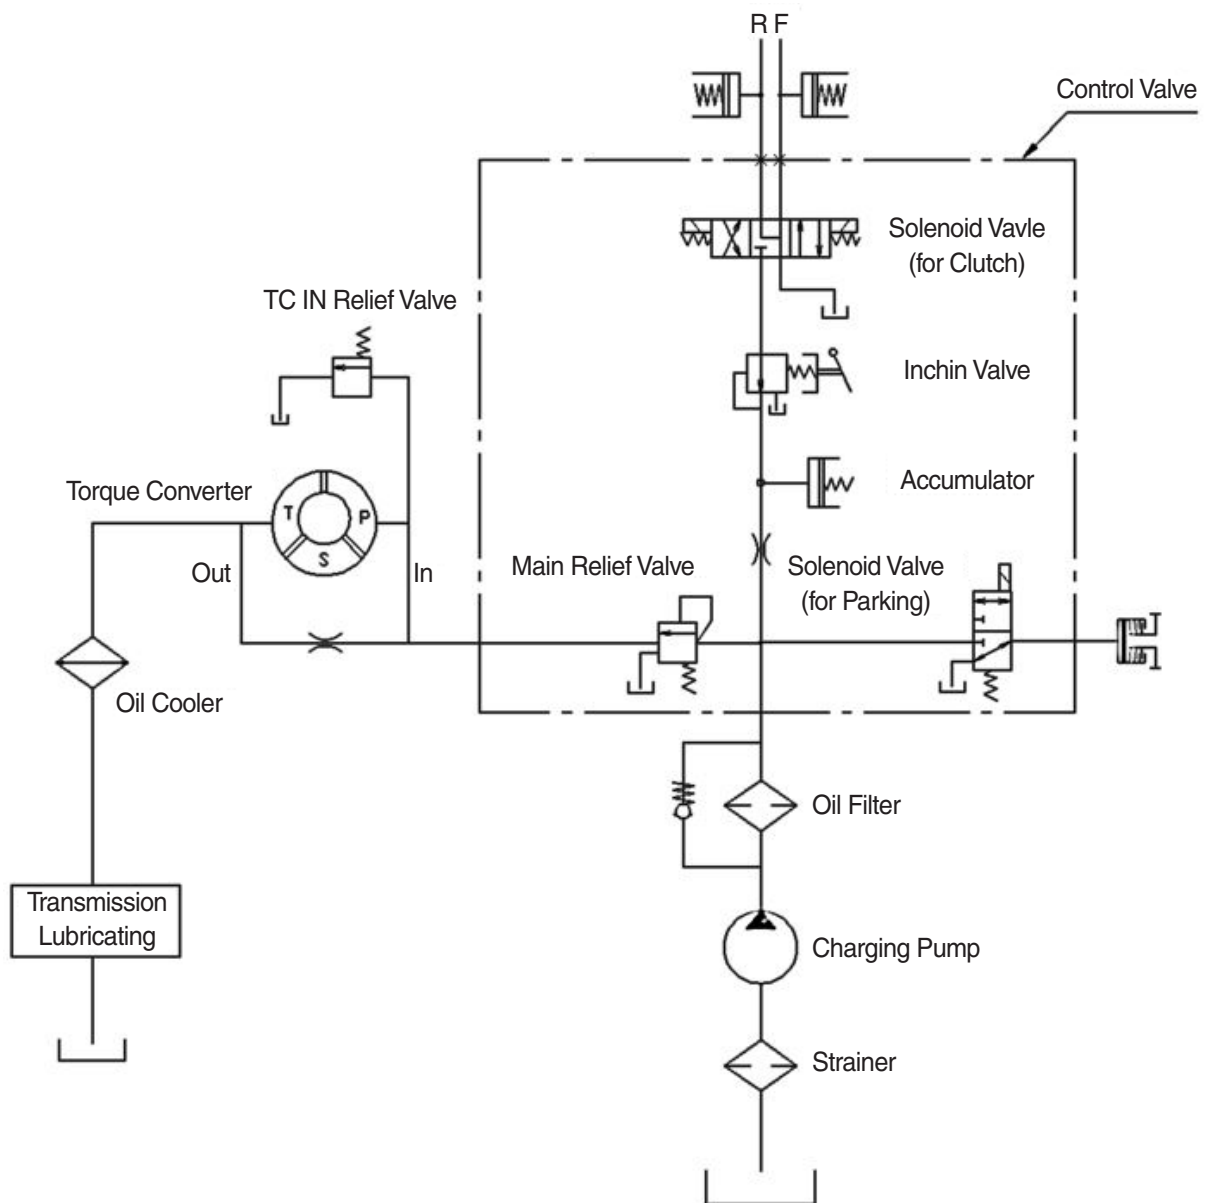 R F
Control Valve
Solenoid Vavle
(for Clutch)
TC IN Relief Valve
Inchin Valve
Torque Converter
Accumulator
T
P
S
Out
In
Main Relief Valve
Solenoid Valve
(for Parking)
Oil Cooler
Oil Filter
Transmission
Lubricating
Charging Pump
Strainer